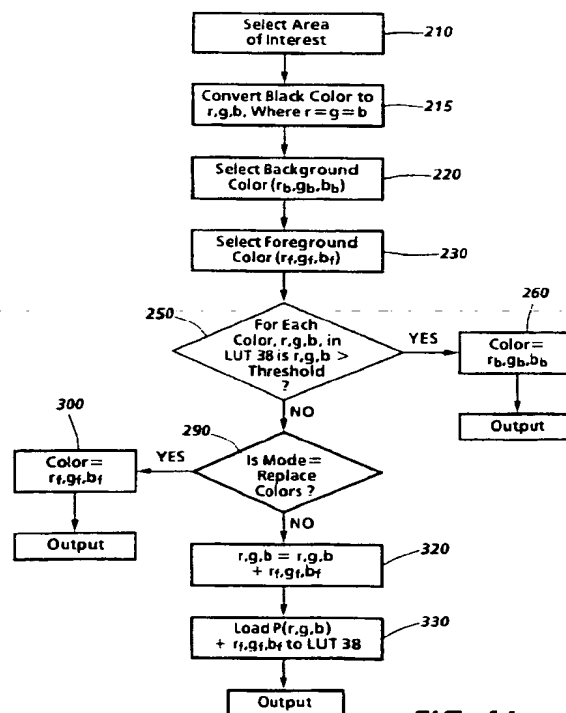 Select Area
of Interest
210
Convert Black Color to
r,g,b, Where r = g = b
215
Select Background
Color (rb,gb,bb)
220
Select Foreground
Color (rf,gf,bf)
230
250
For Each
Color, r,g,b, in
LUT 38 is r,g,b >
Threshold
?
YES
260
Color =
rb,gb,bb
Output
NO
290
Is Mode =
Replace
Colors ?
YES
300
Color =
rf,gf,bf
Output
NO
r,g,b = r,g,b
+ rf,gf,bf
320
Load P(r,g,b)
+ rf,gf,bf to LUT 38
330
Output